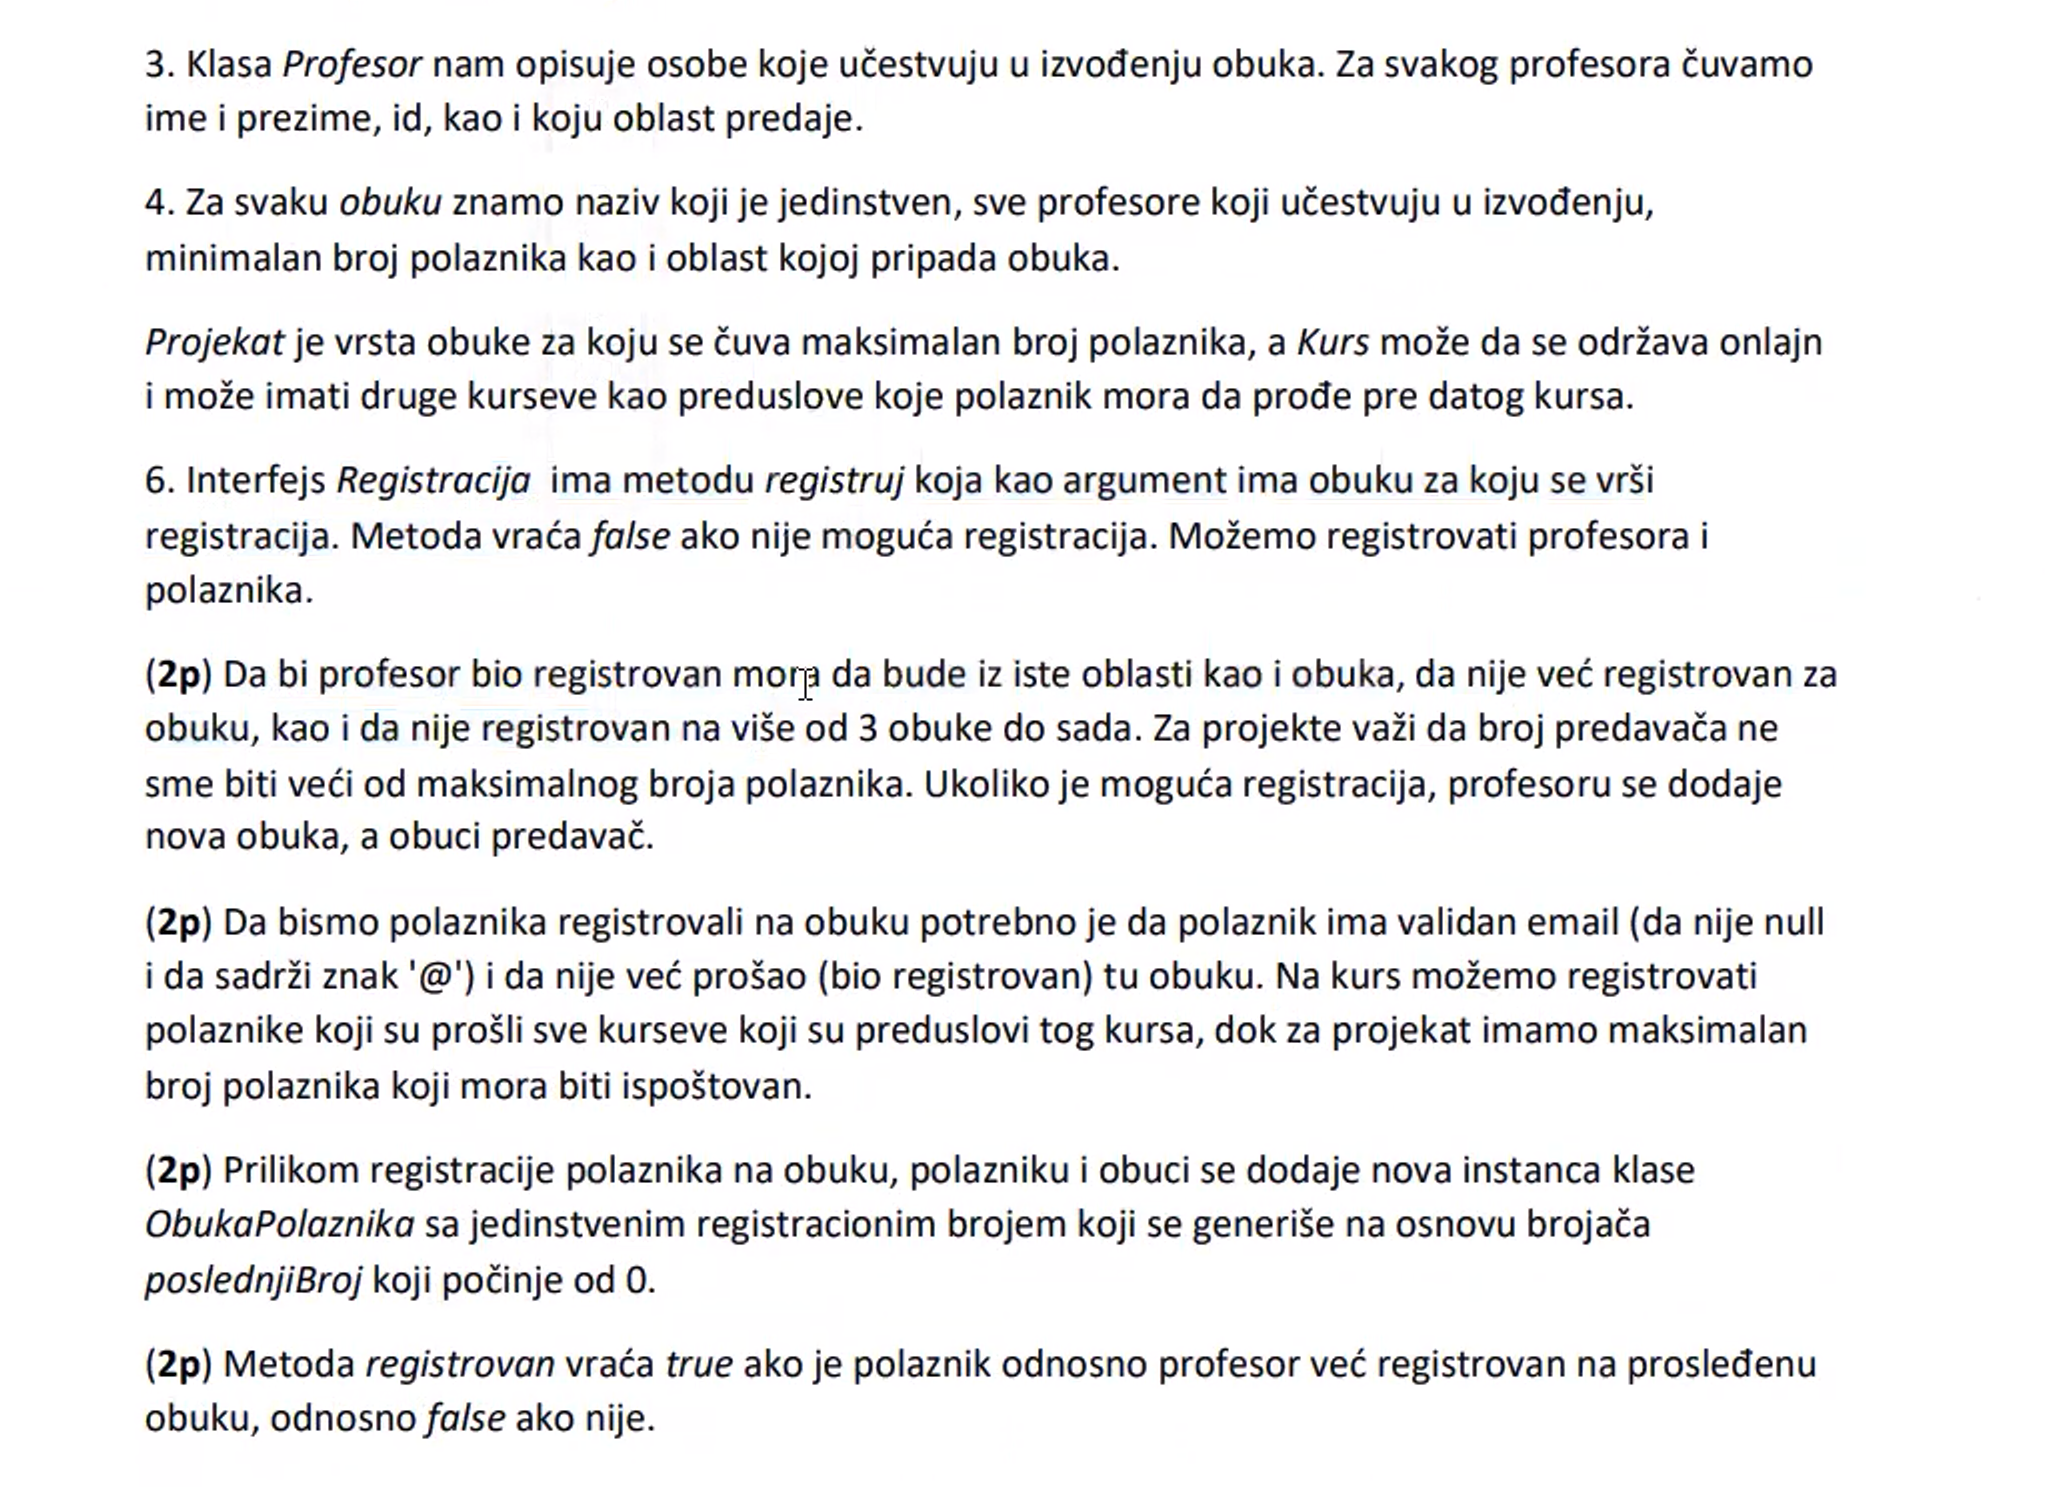 3. Klasa Profesor nam opisuje osobe koje učestvuju u izvođenju obuka. Za svakog profesora čuvamo
ime i prezime, id, kao i koju oblast predaje.
4. Za svaku obuku znamo naziv koji je jedinstven, sve profesore koji učestvuju u izvođenju,
minimalan broj polaznika kao i oblast kojoj pripada obuka.
Projekat je vrsta obuke za koju se čuva maksimalan broj polaznika, a Kurs može da se održava onlajn
i može imati druge kurseve kao preduslove koje polaznik mora da prođe pre datog kursa.
6. Interfejs Registracija ima metodu registruj koja kao argument ima obuku za koju se vrši
registracija. Metoda vraća false ako nije moguća registracija. Možemo registrovati profesora i
polaznika.
(2p) Da bi profesor bio registrovan mora da bude iz iste oblasti kao i obuka, da nije već registrovan za
obuku, kao i da nije registrovan na više od 3 obuke do sada. Za projekte važi da broj predavača ne
sme biti veći od maksimalnog broja polaznika. Ukoliko je moguća registracija, profesoru se dodaje
nova obuka, a obuci predavač.
(2p) Da bismo polaznika registrovali na obuku potrebno je da polaznik ima validan email (da nije null
i da sadrži znak '@') i da nije već prošao (bio registrovan) tu obuku. Na kurs možemo registrovati
polaznike koji su prošli sve kurseve koji su preduslovi tog kursa, dok za projekat imamo maksimalan
broj polaznika koji mora biti ispoštovan.
(2p) Prilikom registracije polaznika na obuku, polazniku i obuci se dodaje nova instanca klase
ObukaPolaznika sa jedinstvenim registracionim brojem koji se generiše na osnovu brojača
poslednjiBroj koji počinje od 0.
(2p) Metoda registrovan vraća true ako je polaznik odnosno profesor već registrovan na prosleđenu
obuku, odnosno false ako nije.